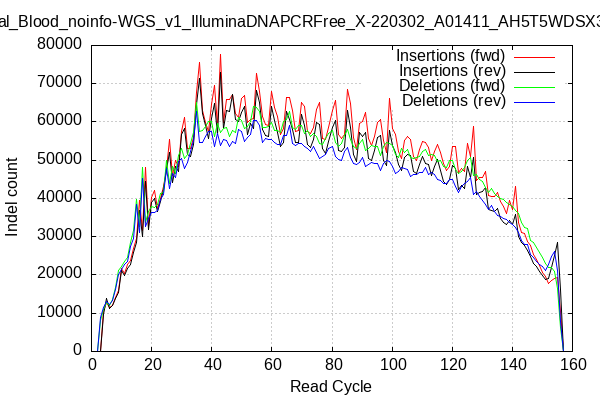 al_Blood_noinfo-WGS_v1_IlluminaDNAPCRFree_X-220302_A01411_AH5T5WDSX3
Insertions (fwd)
Insertions (rev)
Deletions (fwd)
Deletions (rev)
80000
70000
60000
50000
40000
30000
20000
10000
0
Indel count
0 20 40 60 80 100 120 140 160
Read Cycle